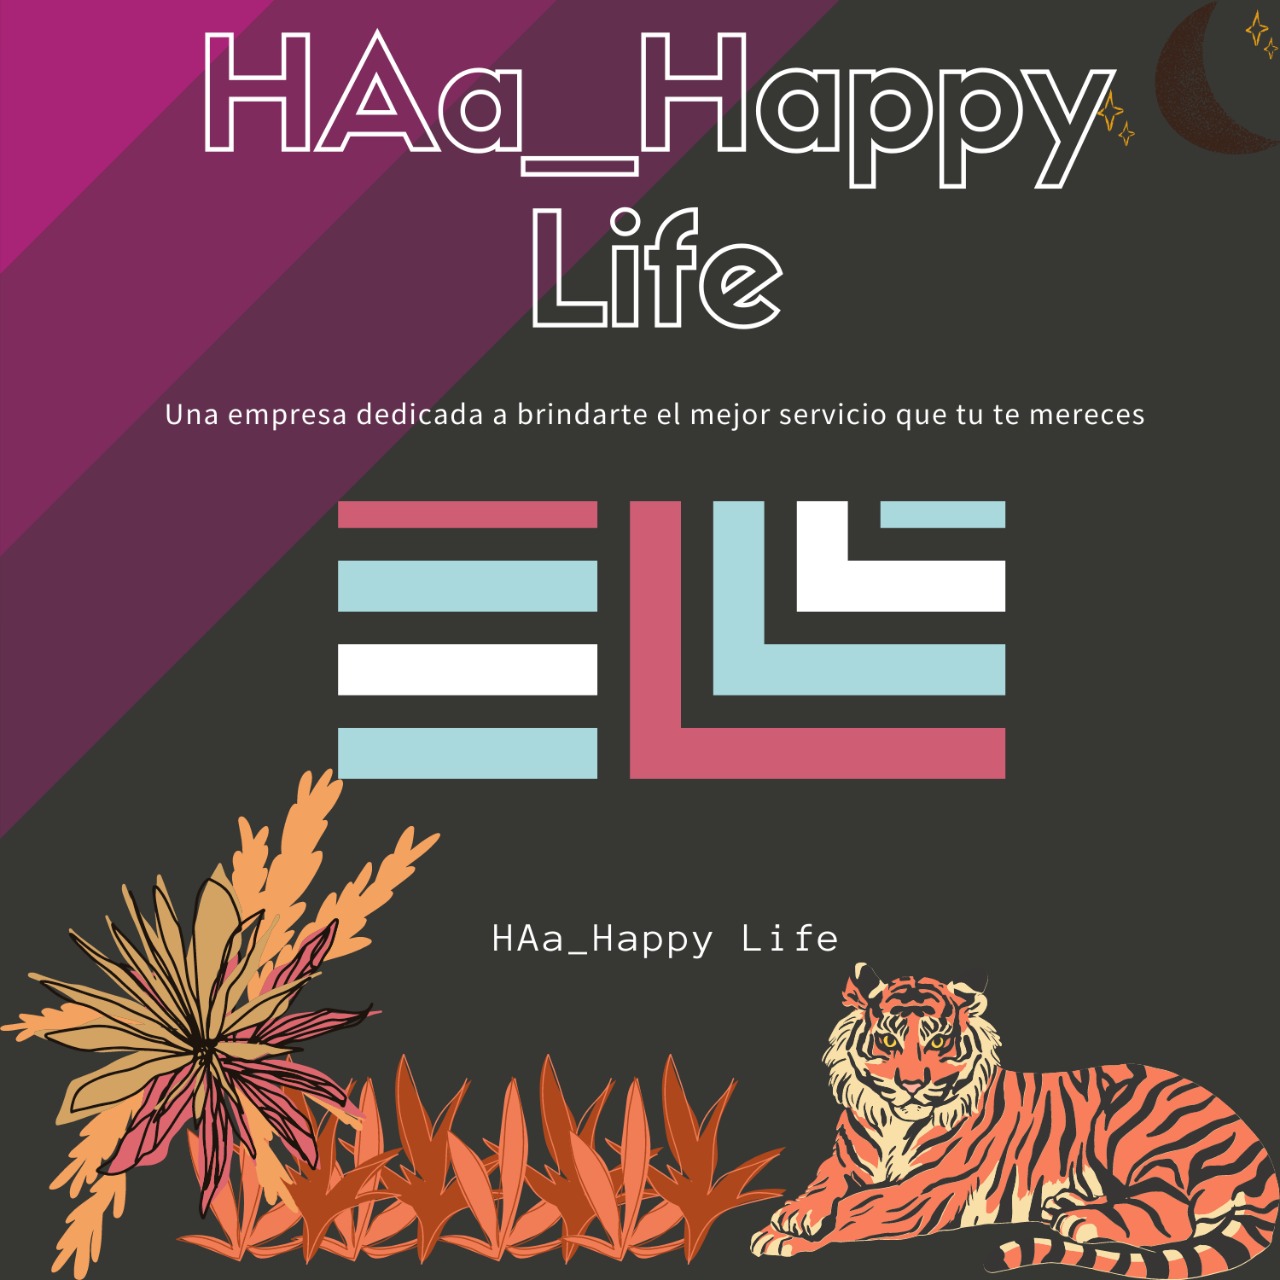 HAa_Happy
Life
Una empresa dedicada a brindarte el mejor servicio que tu te mereces
HAa_Happy Life